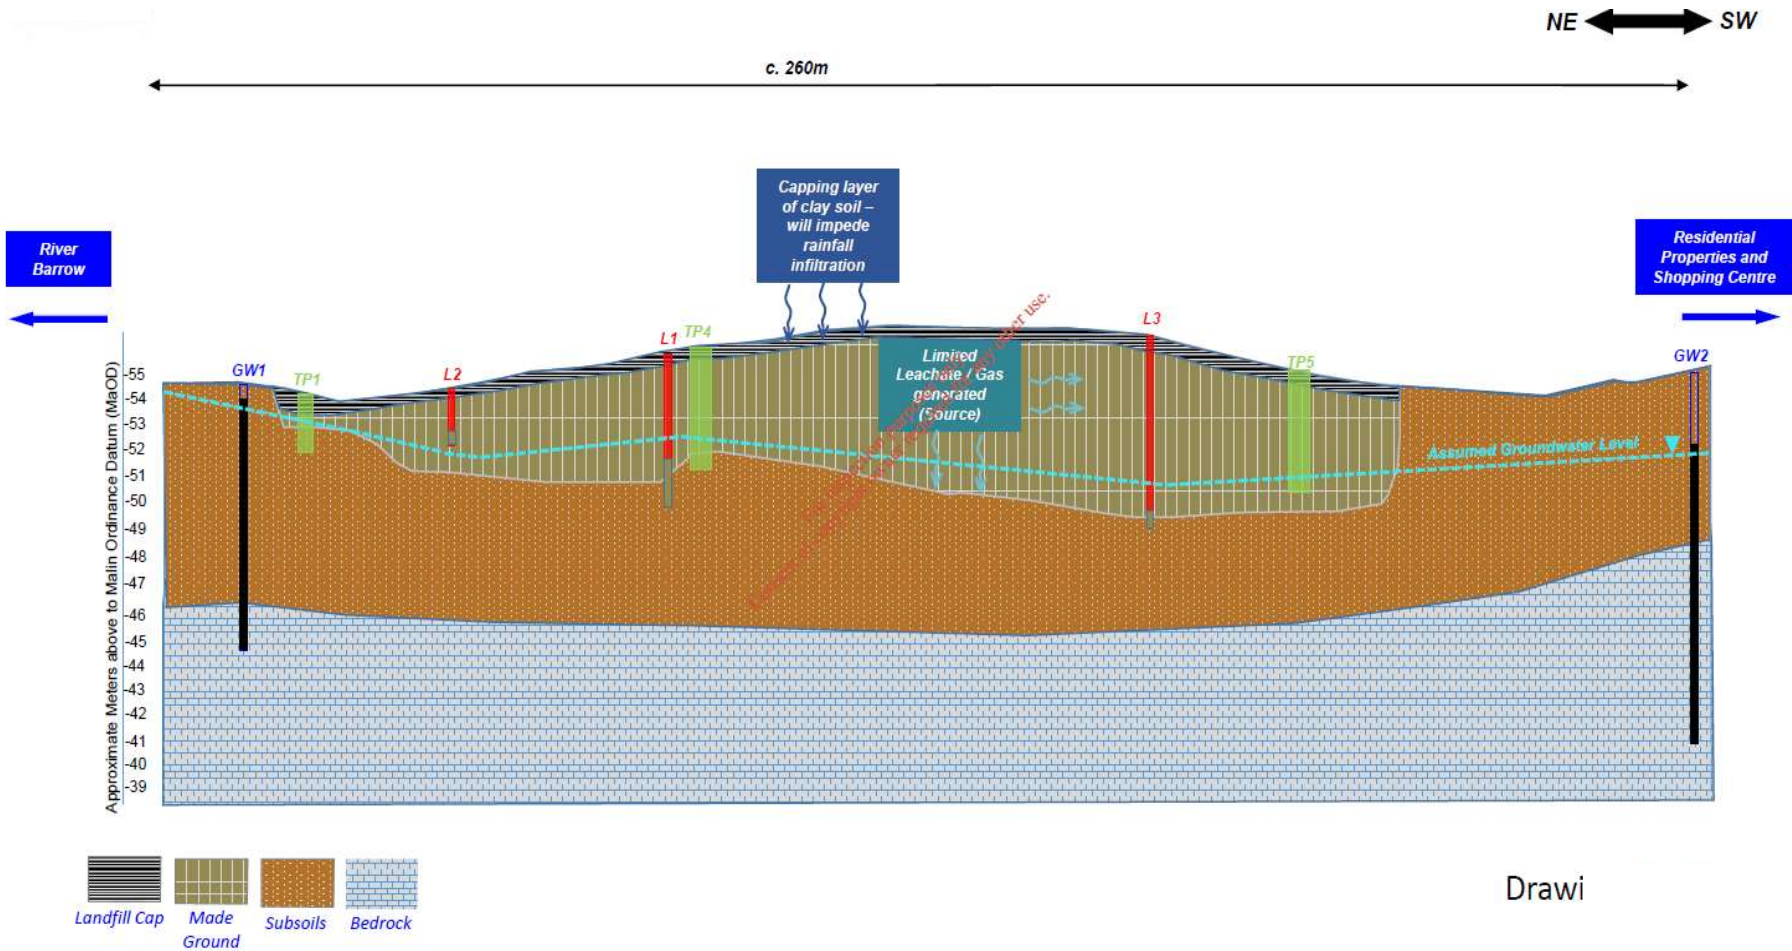 NE SW
c. 260m
Capping layer
of clay soil –
will impede
rainfall
infiltration
River
Barrow
Residential
Properties and
Shopping Centre
GW1
TP1
L2
L1
TP4
Limited
Leachate / Gas
generated
(Source)
L3
TP5
GW2
Assumed Groundwater Level
Approximate Meters above to Malin Ordinance Datum (MaOD)
-55
-54
-53
-52
-51
-50
-49
-48
-47
-46
-45
-44
-43
-42
-41
-40
-39
any other use.
Landfill Cap
Made
Ground
Subsoils
Bedrock
Drawi